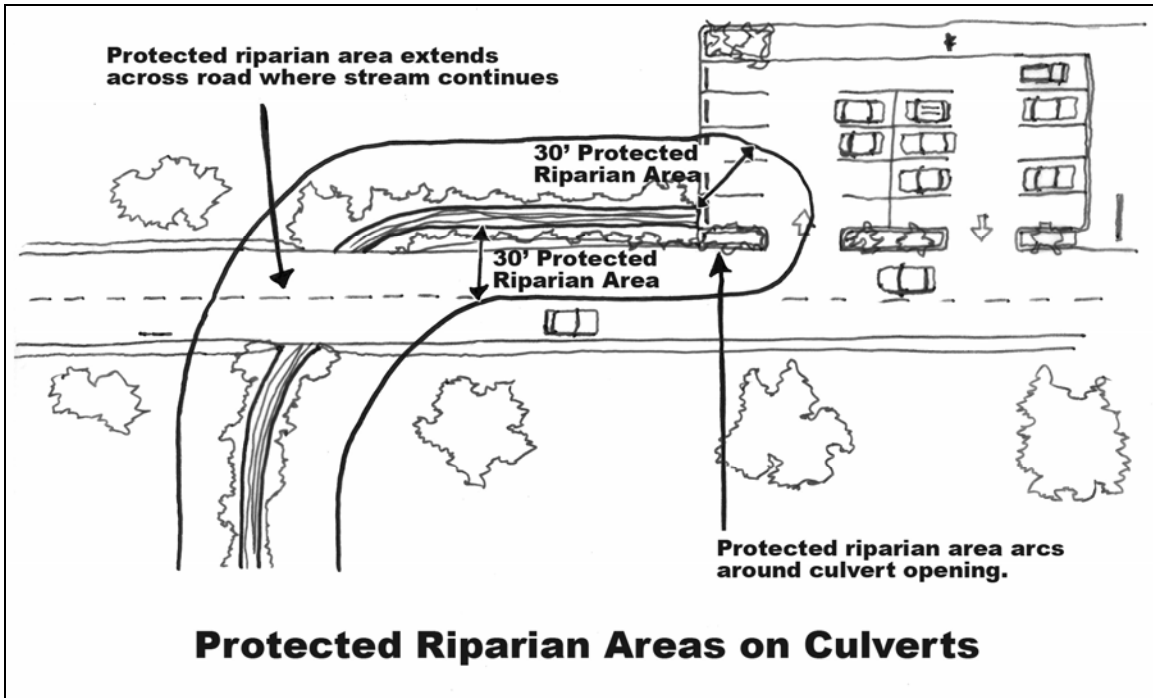 Protected riparian area extends
across road where stream continues
30' Protected
Riparian Area
30' Protected
Riparian Area
Protected riparian area arcs
around culvert opening.
Protected Riparian Areas on Culverts